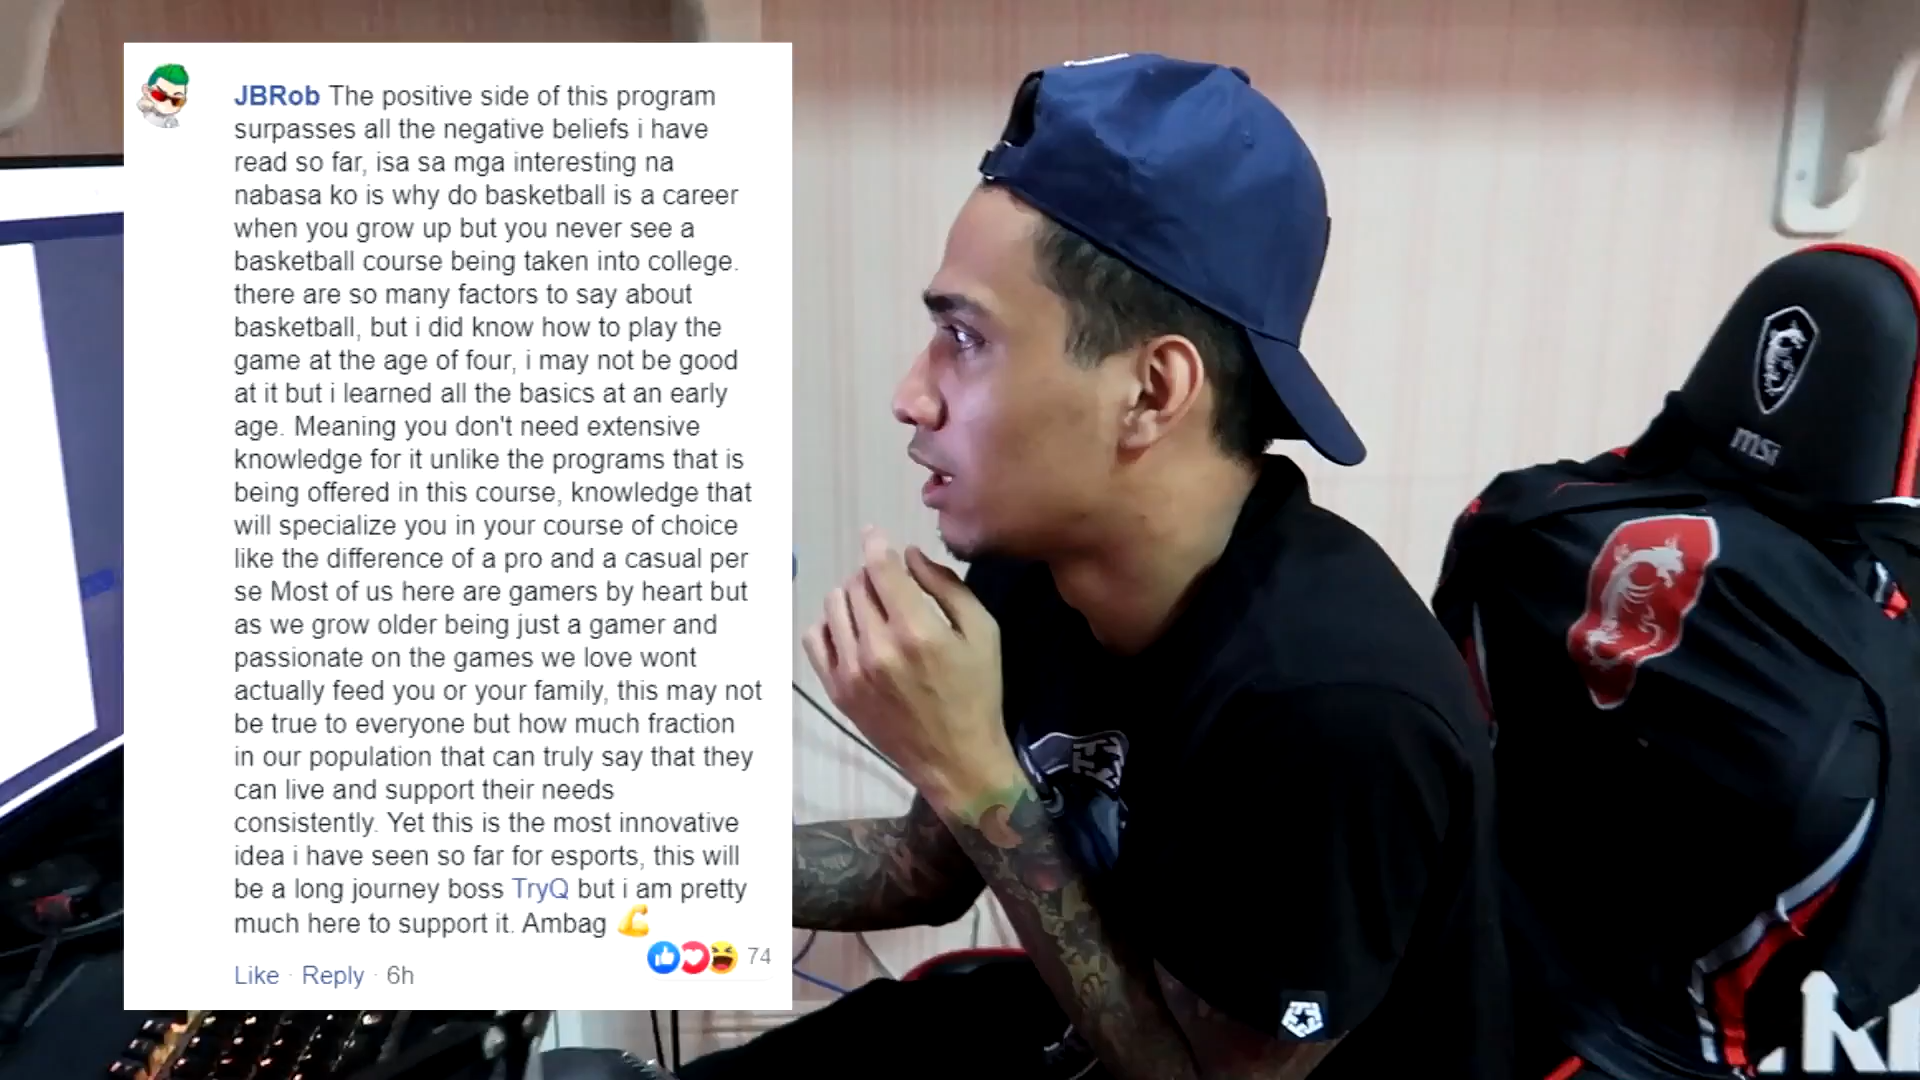 JBRob The positive side of this program
surpasses all the negative beliefs i have
read so far, isa sa mga interesting na
nabasa ko is why do basketball is a career
when you grow up but you never see a
basketball course being taken into college.
there are so many factors to say about
basketball, but i did know how to play the
game at the age of four, i may not be good
at it but i learned all the basics at an early
age. Meaning you don't need extensive
knowledge for it unlike the programs that is
being offered in this course, knowledge that
will specialize you in your course of choice
like the difference of a pro and a casual per
se Most of us here are gamers by heart but
as we grow older being just a gamer and
passionate on the games we love wont
actually feed you or your family, this may not
be true to everyone but how much fraction
in our population that can truly say that they
can live and support their needs
consistently. Yet this is the most innovative
idea i have seen so far for esports, this will
be a long journey boss TryQ but i am pretty
much here to support it. Ambag 💪
74
Like · Reply · 6h
msi